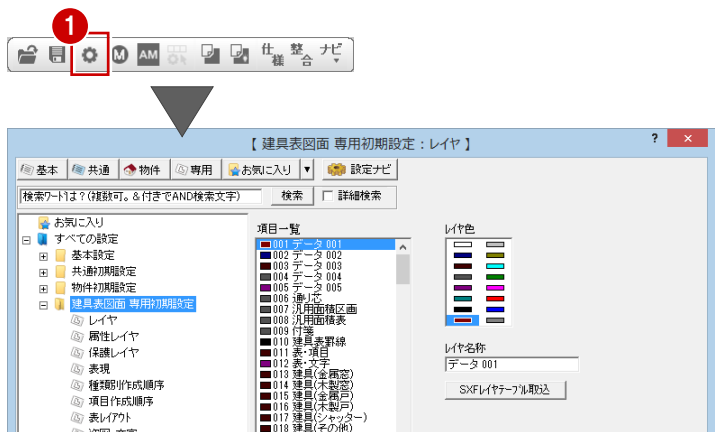 1
M AM 仕様 整合 ナビ
【 建具表図面 専用初期設定：レイヤ 】 ? ×
基本 共通 物件 専用 お気に入り ▼ 設定ナビ
検索ワードは？(複数可。＆付きでAND検索文字) 検索 詳細検索
お気に入り
すべての設定
基本設定
共通初期設定
物件初期設定
建具表図面 専用初期設定
レイヤ
属性レイヤ
保護レイヤ
表現
種類別作成順序
項目作成順序
表レイアウト
項目一覧
001 データ 001
002 データ 002
003 データ 003
004 データ 004
005 データ 005
006 通り芯
007 汎用面積区画
008 汎用面積表
009 付箋
010 建具表罫線
011 表・項目
012 表・文字
013 建具(金属窓)
014 建具(木製窓)
015 建具(金属戸)
016 建具(木製戸)
017 建具(シャッター)
018 建具(その他)
レイヤ色
レイヤ名称
データ 001
SXFレイヤテーブル取込